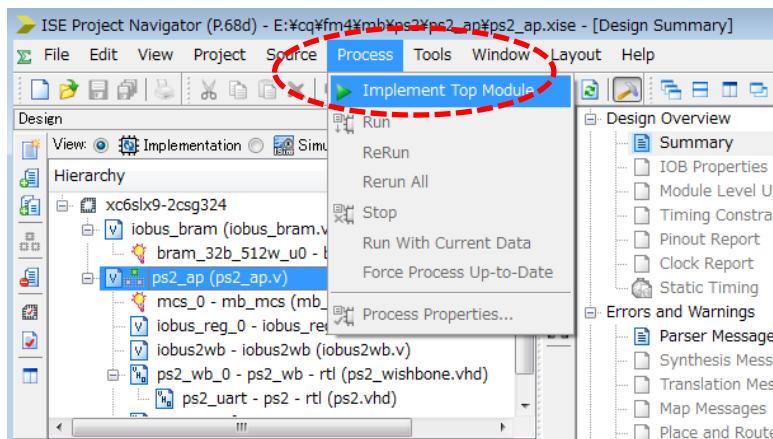 ISE Project Navigator (P.68d) - E:¥cq¥fm4¥mb¥ps2¥ps2_ap¥ps2_ap.xise - [Design Summary]
File Edit View Project Source Process Tools Window Layout Help
Implement Top Module
Run
ReRun
Rerun All
Stop
Run With Current Data
Force Process Up-to-Date
Process Properties...
Design
View: Implementation Simu
Hierarchy
xc6slx9-2csg324
iobus_bram (iobus_bram.v
bram_32b_512w_u0 - b
ps2_ap (ps2_ap.v)
mcs_0 - mb_mcs (mb_
iobus_reg_0 - iobus_reg
iobus2wb - iobus2wb (iobus2wb.v)
ps2_wb_0 - ps2_wb - rtl (ps2_wishbone.vhd)
ps2_uart - ps2 - rtl (ps2.vhd)
Design Overview
Summary
IOB Properties
Module Level U
Timing Constra
Pinout Report
Clock Report
Static Timing
Errors and Warnings
Parser Message
Synthesis Mess
Translation Mes
Map Messages
Place and Route